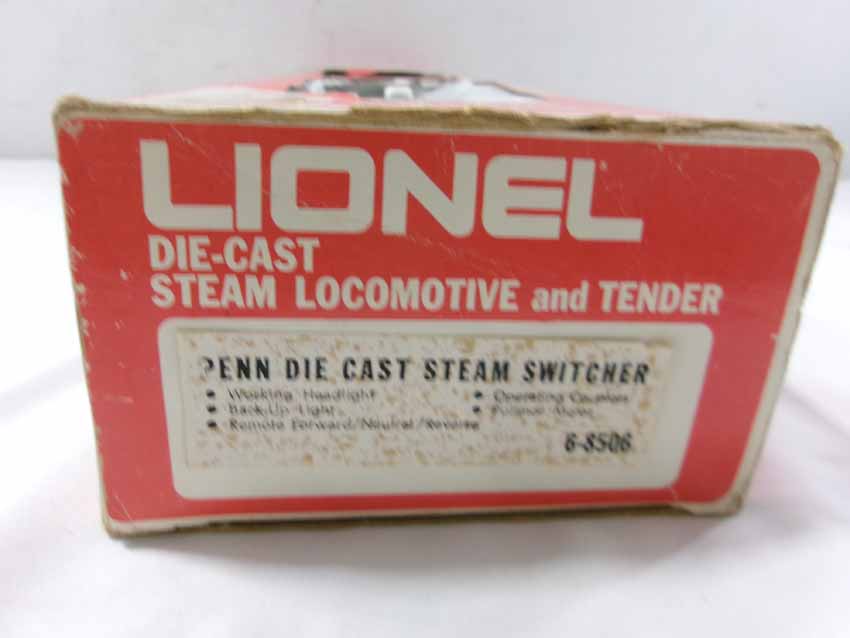 LIONEL
DIE-CAST
STEAM LOCOMOTIVE and TENDER
PENN DIE CAST STEAM SWITCHER
• Working Headlight • Operating Couplers
• Back-Up Light •
• Remote Forward/Neutral/Reverse
6-8506